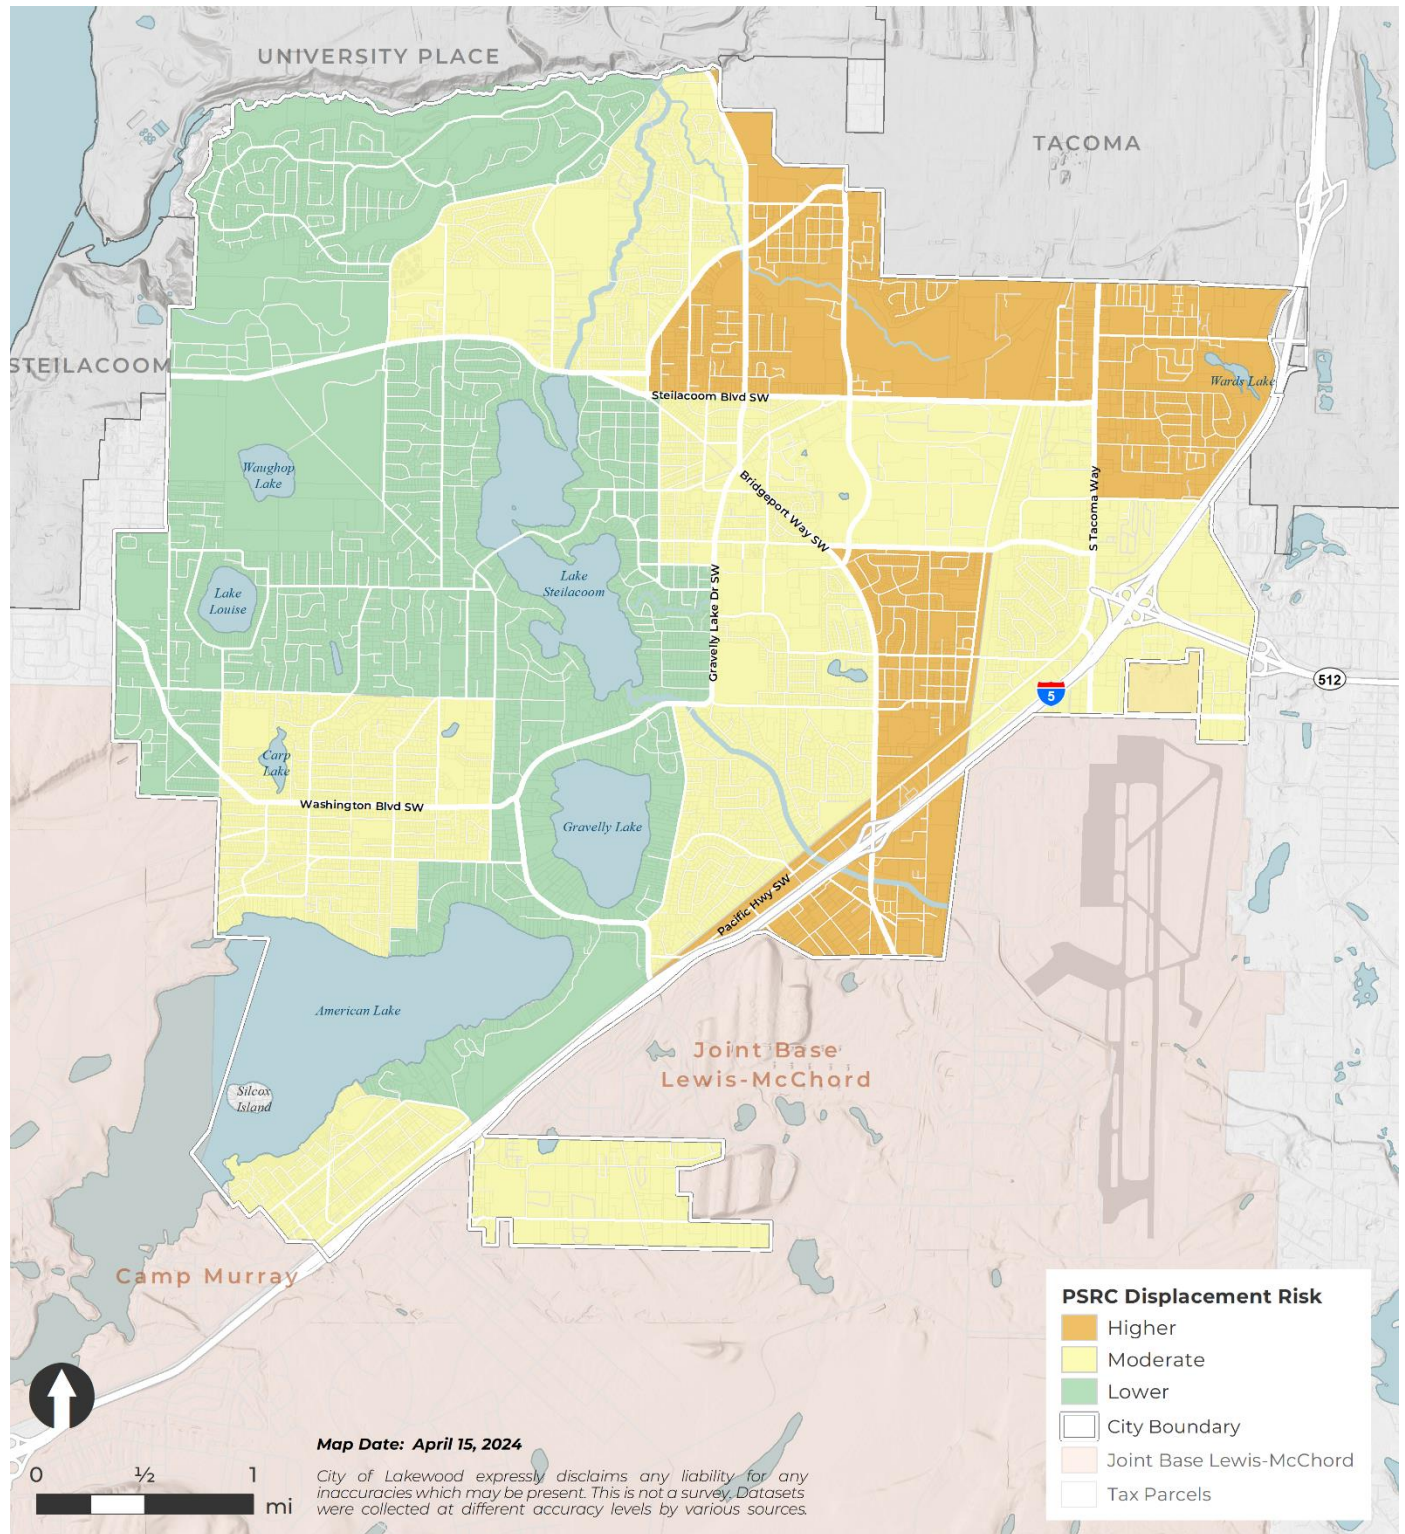 UNIVERSITY PLACE
TACOMA
STEILACOOM
Wards Lake
Steilacoom Blvd SW
Waughop
Lake
Bridgeport Way SW
S Tacoma Way
Lake
Steilacoom
Lake
Louise
Gravelly Lake Dr SW
512
5
Carp
Lake
Washington Blvd SW
Gravelly Lake
Pacific Hwy SW
American Lake
Joint Base
Lewis-McChord
Silcox
Island
Camp Murray
PSRC Displacement Risk
Higher
Moderate
Lower
City Boundary
Joint Base Lewis-McChord
Tax Parcels
Map Date: April 15, 2024
0 ½ 1
mi
City of Lakewood expressly disclaims any liability for any
inaccuracies which may be present. This is not a survey. Datasets
were collected at different accuracy levels by various sources.